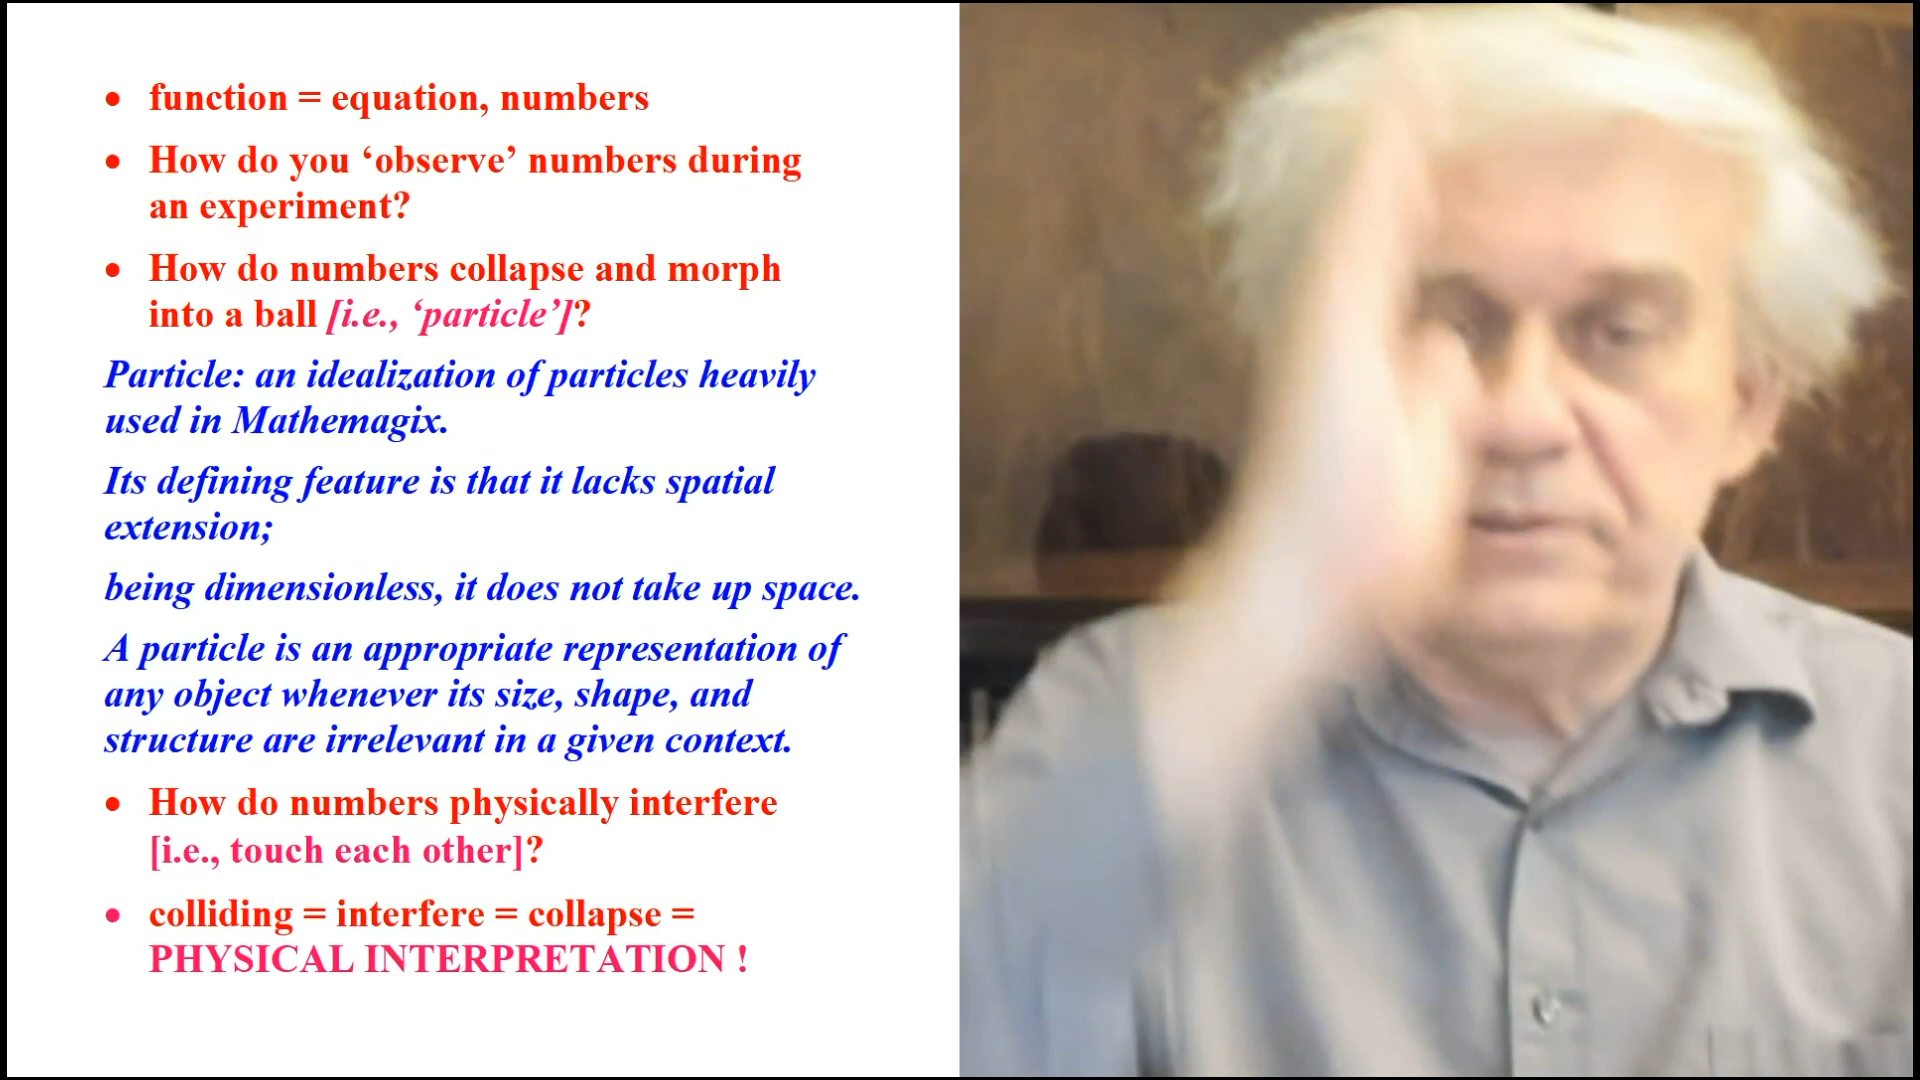 • function = equation, numbers
• How do you ‘observe’ numbers during
an experiment?
• How do numbers collapse and morph
into a ball [i.e., ‘particle’]?
Particle: an idealization of particles heavily
used in Mathemagix.
Its defining feature is that it lacks spatial
extension;
being dimensionless, it does not take up space.
A particle is an appropriate representation of
any object whenever its size, shape, and
structure are irrelevant in a given context.
• How do numbers physically interfere
[i.e., touch each other]?
• colliding = interfere = collapse =
PHYSICAL INTERPRETATION !